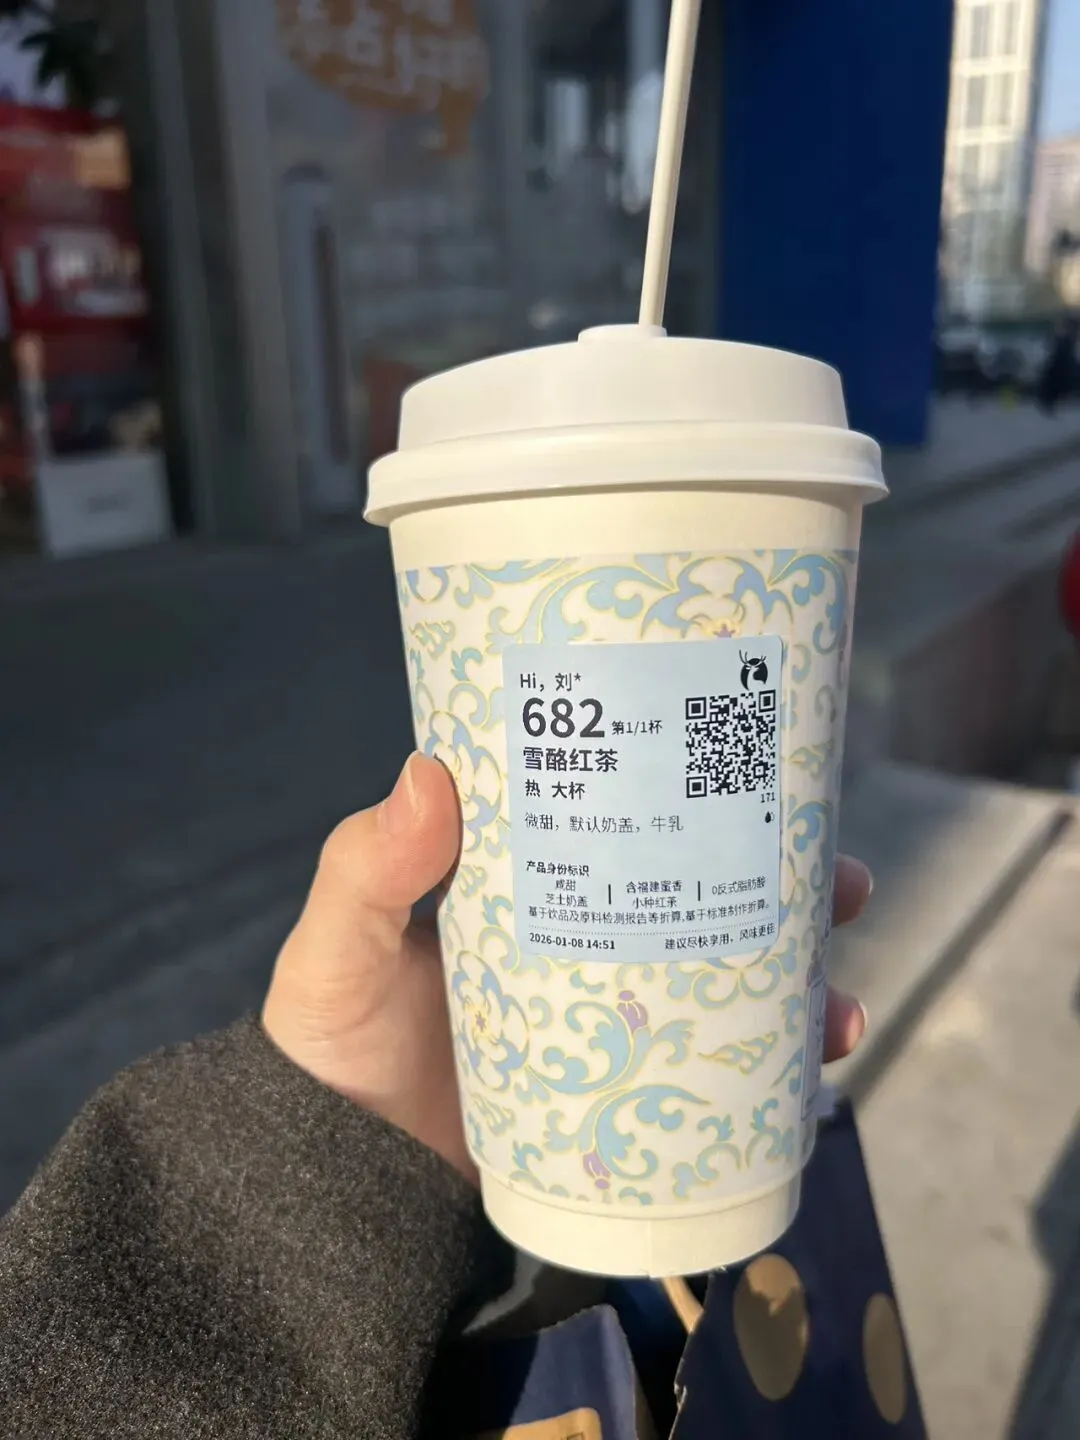 Hi，刘*
682 第1/1杯
雪酪红茶
热 大杯
171
微甜，默认奶盖，牛乳
产品身份标识
咸甜
芝士奶盖
含福建蜜香
小种红茶
0反式脂肪酸
基于饮品及原料检测报告等折算,基于标准制作折算。
2026-01-08 14:51 建议尽快享用，风味更佳